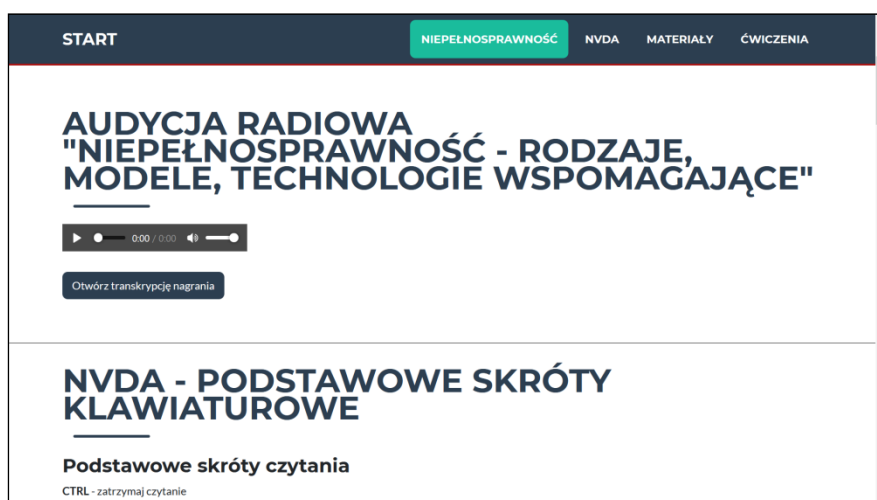 START NIEPEŁNOSPRAWNOŚĆ NVDA MATERIAŁY ĆWICZENIA
AUDYCJA RADIOWA
"NIEPEŁNOSPRAWNOŚĆ - RODZAJE,
MODELE, TECHNOLOGIE WSPOMAGAJĄCE"
0:00 / 0:00
Otwórz transkrypcję nagrania
NVDA - PODSTAWOWE SKRÓTY
KLAWIATUROWE
Podstawowe skróty czytania
CTRL - zatrzymaj czytanie